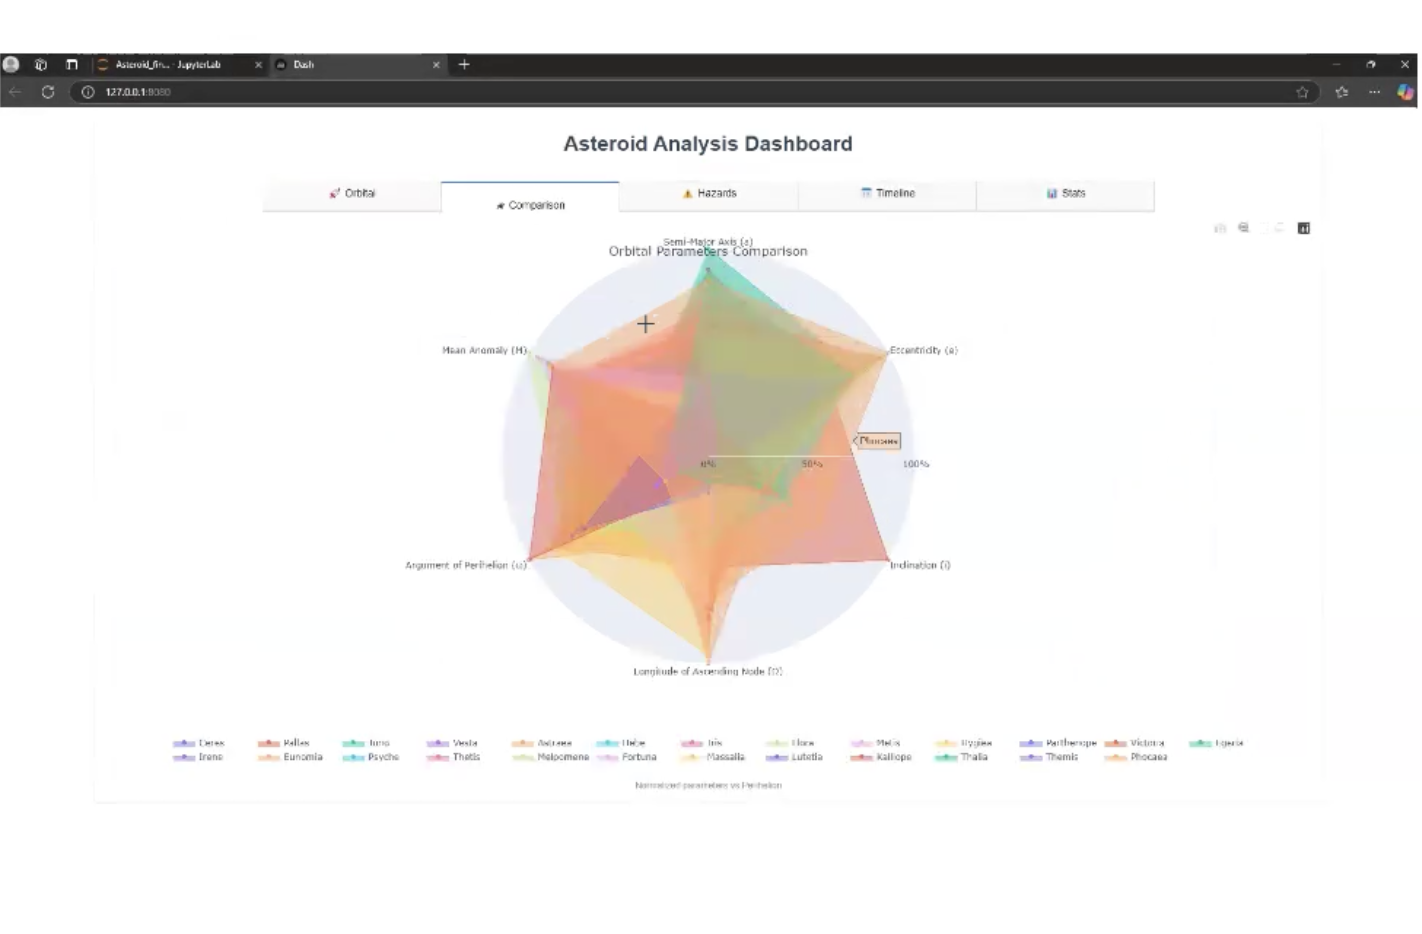 Asteroid_fin... - JupyterLab
Dash
127.0.0.1:8080
Asteroid Analysis Dashboard
Orbital
Comparison
Hazards
Timeline
Stats
Semi-Major Axis (a)
Orbital Parameters Comparison
Mean Anomaly (M)
Eccentricity (e)
Phocaea
0%
50%
100%
Argument of Perihelion (ω)
Inclination (i)
Longitude of Ascending Node (Ω)
Ceres Pallas Juno Vesta Astraea Hebe Iris Flora Metis Hygiea Parthenope Victoria Egeria
Irene Eunomia Psyche Thetis Melpomene Fortuna Massalia Lutetia Kalliope Thalia Themis Phocaea
Normalized parameters vs Perihelion